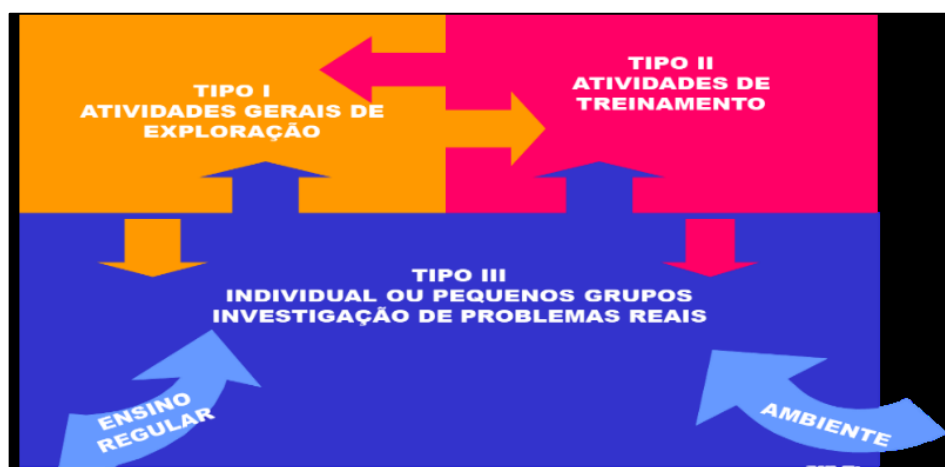 TIPO I
ATIVIDADES GERAIS DE
EXPLORAÇÃO
TIPO II
ATIVIDADES DE
TREINAMENTO
TIPO III
INDIVIDUAL OU PEQUENOS GRUPOS
INVESTIGAÇÃO DE PROBLEMAS REAIS
ENSINO
REGULAR
AMBIENTE